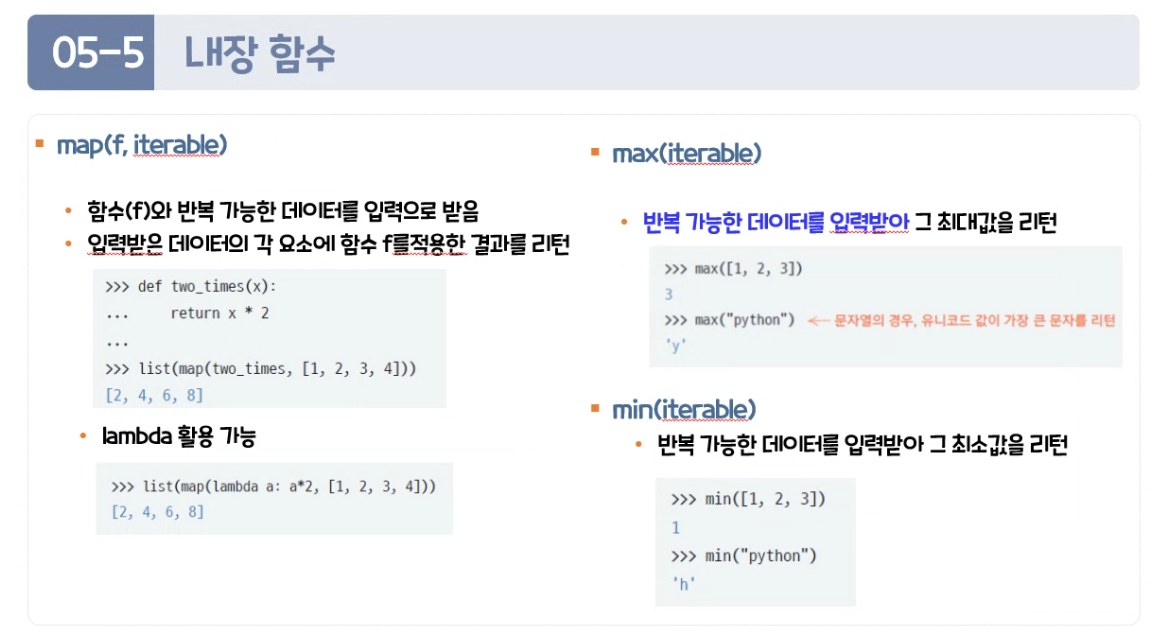 05-5 내장 함수
map(f, iterable)
함수(f)와 반복 가능한 데이터를 입력으로 받음
입력받은 데이터의 각 요소에 함수 f를적용한 결과를 리턴
>>> def two_times(x):
...     return x * 2
...
>>> list(map(two_times, [1, 2, 3, 4]))
[2, 4, 6, 8]
lambda 활용 가능
>>> list(map(lambda a: a*2, [1, 2, 3, 4]))
[2, 4, 6, 8]
max(iterable)
반복 가능한 데이터를 입력받아 그 최대값을 리턴
>>> max([1, 2, 3])
3
>>> max("python") ← 문자열의 경우, 유니코드 값이 가장 큰 문자를 리턴
'y'
min(iterable)
반복 가능한 데이터를 입력받아 그 최소값을 리턴
>>> min([1, 2, 3])
1
>>> min("python")
'h'